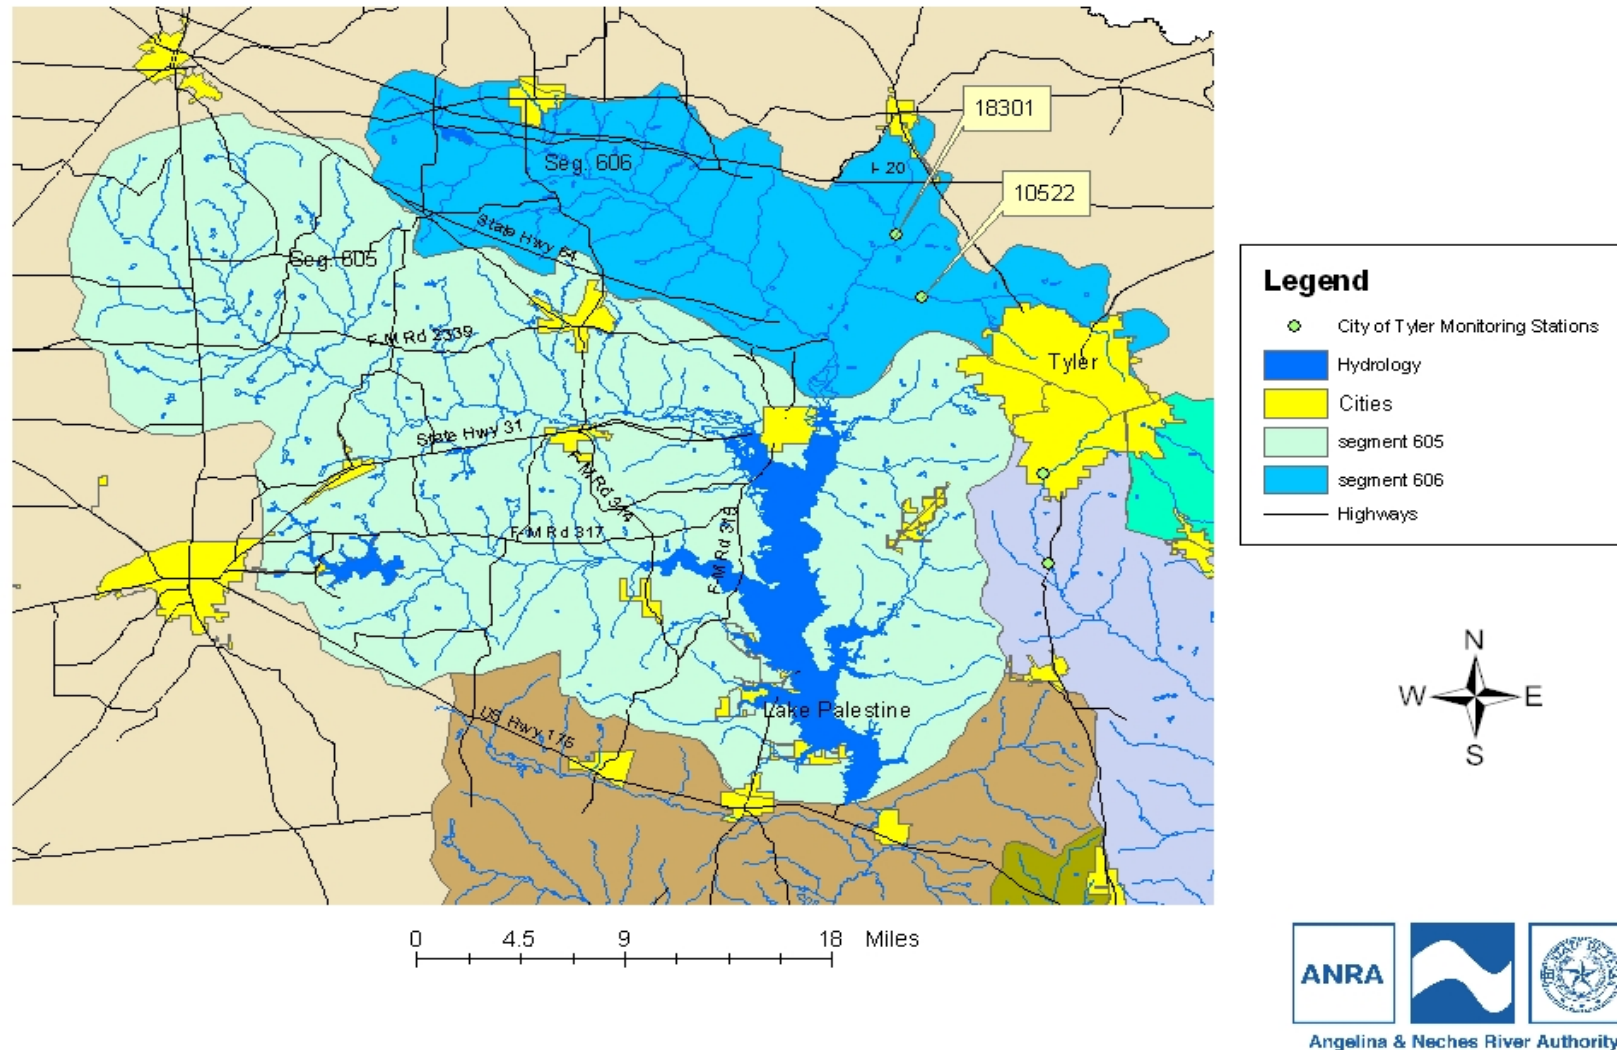 18301
Seg. 606
F 20
10522
State Hwy 64
Seg. 605
F-M Rd 2339
Tyler
State Hwy 31
F-M Rd 314
F-M Rd 317
F-M Rd 315
Lake Palestine
US Hwy 175
Legend
City of Tyler Monitoring Stations
Hydrology
Cities
segment 605
segment 606
Highways
N
W E
S
0 4.5 9 18 Miles
ANRA
Angelina & Neches River Authority